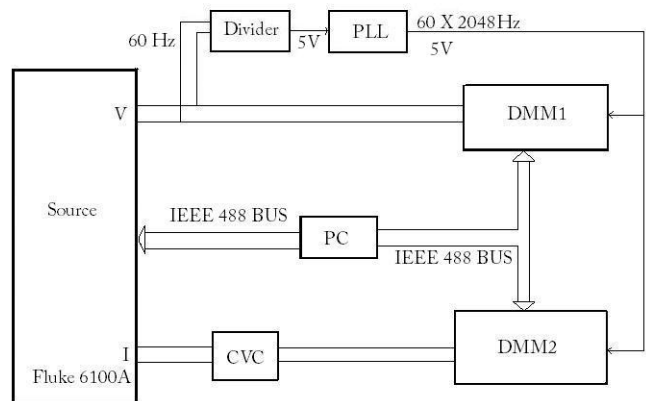 60 Hz
Divider
5V
PLL
60 X 2048Hz
5V
V
DMM1
Source
IEEE 488 BUS
PC
IEEE 488 BUS
I
Fluke 6100A
CVC
DMM2